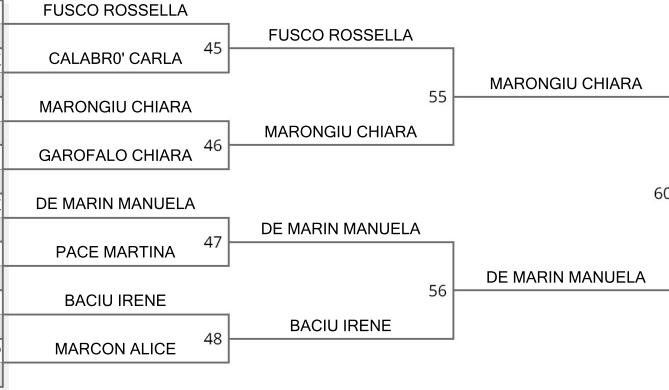 FUSCO ROSSELLA
45
CALABR0' CARLA
FUSCO ROSSELLA
55
MARONGIU CHIARA
MARONGIU CHIARA
46
GAROFALO CHIARA
MARONGIU CHIARA
60
DE MARIN MANUELA
47
PACE MARTINA
DE MARIN MANUELA
56
DE MARIN MANUELA
BACIU IRENE
48
MARCON ALICE
BACIU IRENE